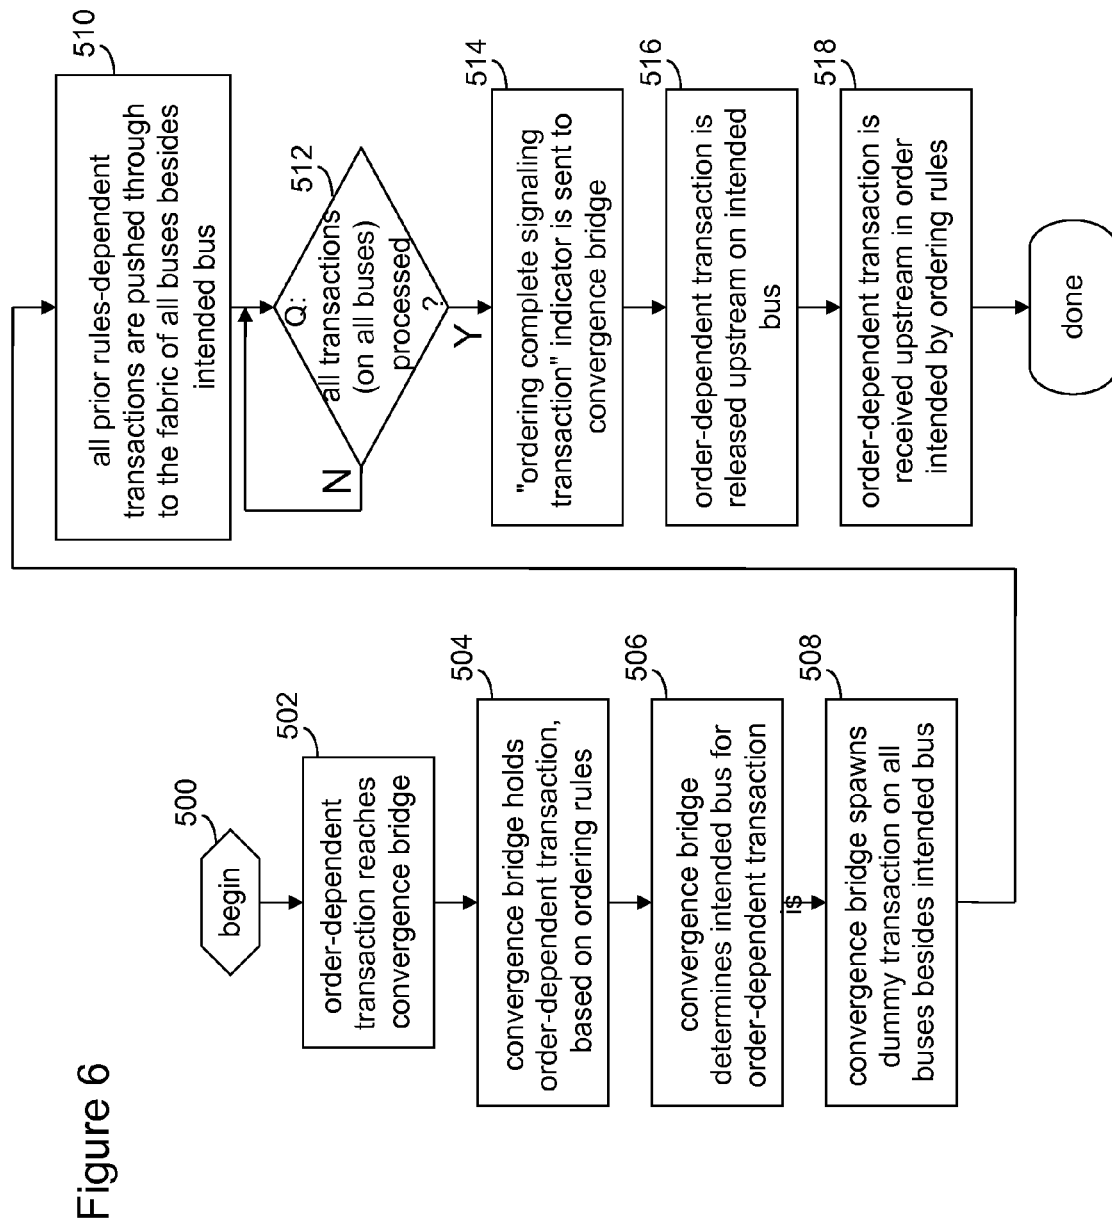 Figure 6
500
begin
502
order-dependent
transaction reaches
convergence bridge
504
convergence bridge holds
order-dependent transaction,
based on ordering rules
506
convergence bridge
determines intended bus for
order-dependent transaction
is
508
convergence bridge spawns
dummy transaction on all
buses besides intended bus
510
all prior rules-dependent
transactions are pushed through
to the fabric of all buses besides
intended bus
512
Q:
all transactions
(on all buses)
processed
?
N
Y
514
"ordering complete signaling
transaction" indicator is sent to
convergence bridge
516
order-dependent transaction is
released upstream on intended
bus
518
order-dependent transaction is
received upstream in order
intended by ordering rules
done